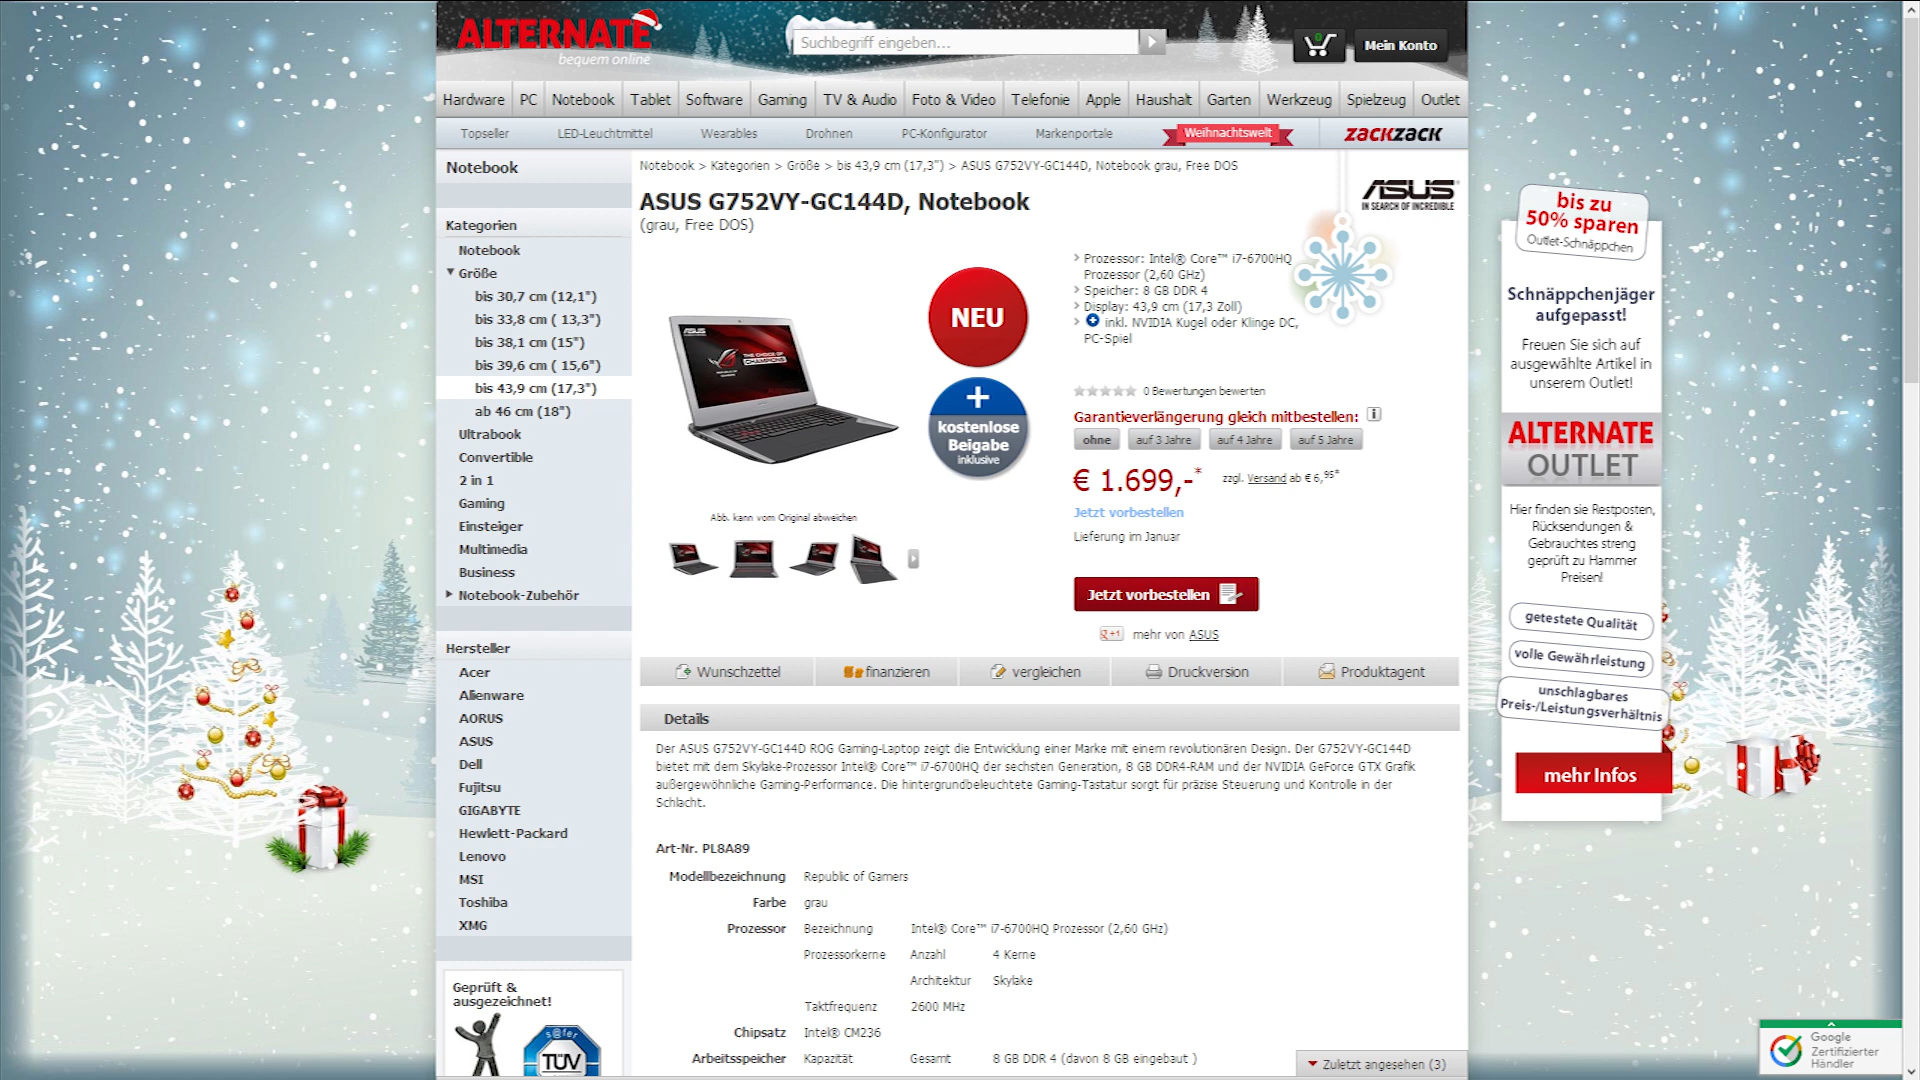 ALTERNATE
bequem online
Suchbegriff eingeben...
0
Mein Konto
Hardware PC Notebook Tablet Software Gaming TV & Audio Foto & Video Telefonie Apple Haushalt Garten Werkzeug Spielzeug Outlet
Topseller LED-Leuchtmittel Wearables Drohnen PC-Konfigurator Markenportale Weihnachtswelt ZACKZACK
Notebook
Kategorien
Notebook
Größe
bis 30,7 cm (12,1")
bis 33,8 cm ( 13,3")
bis 38,1 cm (15")
bis 39,6 cm ( 15,6")
bis 43,9 cm (17,3")
ab 46 cm (18")
Ultrabook
Convertible
2 in 1
Gaming
Einsteiger
Multimedia
Business
Notebook-Zubehör
Hersteller
Acer
Alienware
AORUS
ASUS
Dell
Fujitsu
GIGABYTE
Hewlett-Packard
Lenovo
MSI
Toshiba
XMG
Geprüft &
ausgezeichnet!
s@fer
TÜV
Notebook > Kategorien > Größe > bis 43,9 cm (17,3") > ASUS G752VY-GC144D, Notebook grau, Free DOS
ASUS G752VY-GC144D, Notebook
(grau, Free DOS)
ASUS
IN SEARCH OF INCREDIBLE
ASUS
THE CHOICE OF
CHAMPIONS
NEU
+
kostenlose
Beigabe
inklusive
Abb. kann vom Original abweichen
Prozessor: Intel® Core™ i7-6700HQ
Prozessor (2,60 GHz)
Speicher: 8 GB DDR 4
Display: 43,9 cm (17,3 Zoll)
inkl. NVIDIA Kugel oder Klinge DC,
PC-Spiel
0 Bewertungen bewerten
Garantieverlängerung gleich mitbestellen: i
ohne auf 3 Jahre auf 4 Jahre auf 5 Jahre
€ 1.699,-* zzgl. Versand ab € 6,95*
Jetzt vorbestellen
Lieferung im Januar
Jetzt vorbestellen
g+1 mehr von ASUS
Wunschzettel finanzieren vergleichen Druckversion Produktagent
Details
Der ASUS G752VY-GC144D ROG Gaming-Laptop zeigt die Entwicklung einer Marke mit einem revolutionären Design. Der G752VY-GC144D
bietet mit dem Skylake-Prozessor Intel® Core™ i7-6700HQ der sechsten Generation, 8 GB DDR4-RAM und der NVIDIA GeForce GTX Grafik
außergewöhnliche Gaming-Performance. Die hintergrundbeleuchtete Gaming-Tastatur sorgt für präzise Steuerung und Kontrolle in der
Schlacht.
Art-Nr. PL8A89
Modellbezeichnung Republic of Gamers
Farbe grau
Prozessor Bezeichnung Intel® Core™ i7-6700HQ Prozessor (2,60 GHz)
Prozessorkerne Anzahl 4 Kerne
Architektur Skylake
Taktfrequenz 2600 MHz
Chipsatz Intel® CM236
Arbeitsspeicher Kapazität Gesamt 8 GB DDR 4 (davon 8 GB eingebaut )
Zuletzt angesehen (3)
bis zu
50% sparen
Outlet-Schnäppchen
Schnäppchenjäger
aufgepasst!
Freuen Sie sich auf
ausgewählte Artikel in
unserem Outlet!
ALTERNATE
OUTLET
Hier finden sie Restposten,
Rücksendungen &
Gebrauchtes streng
geprüft zu Hammer
Preisen!
getestete Qualität
volle Gewährleistung
unschlagbares
Preis-/Leistungsverhältnis
mehr Infos
Google
Zertifizierter
Händler